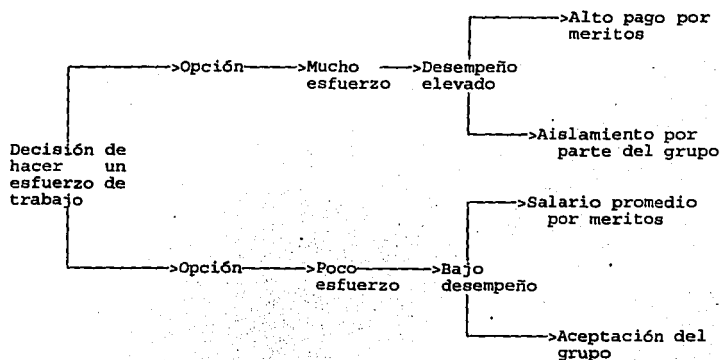 Alto pago por
meritos
Opción
Mucho
esfuerzo
Desempeño
elevado
Aislamiento por
parte del grupo
Decisión de
hacer un
esfuerzo de
trabajo
Salario promedio
por meritos
Opción
Poco
esfuerzo
Bajo
desempeño
Aceptación del
grupo